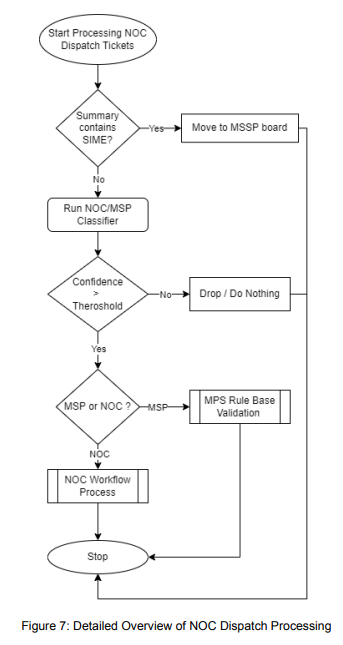 Start Processing NOC
Dispatch Tickets
Summary
contains
SIME?
Yes
Move to MSSP board
No
Run NOC/MSP
Classifier
Confidence
>
Theroshold
No
Drop / Do Nothing
Yes
MSP or NOC ?
MSP
MPS Rule Base
Validation
NOC
NOC Workflow
Process
Stop
Figure 7: Detailed Overview of NOC Dispatch Processing